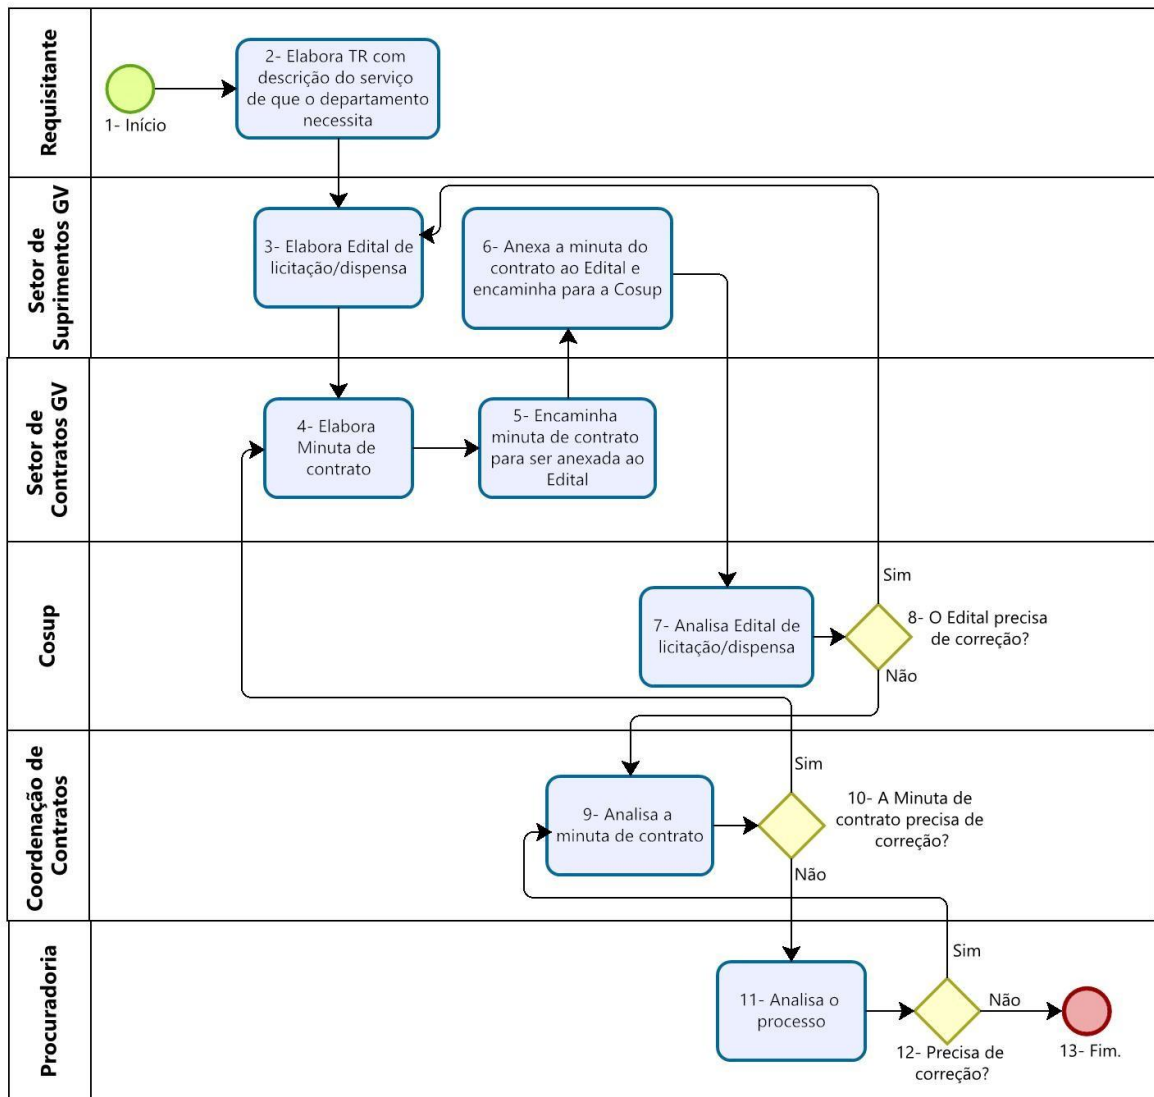 Requisitante
1- Início
2- Elabora TR com
descrição do serviço
de que o departamento
necessita
Setor de
Suprimentos GV
3- Elabora Edital de
licitação/dispensa
6- Anexa a minuta do
contrato ao Edital e
encaminha para a Cosup
Setor de
Contratos GV
4- Elabora
Minuta de
contrato
5- Encaminha
minuta de contrato
para ser anexada ao
Edital
Cosup
7- Analisa Edital de
licitação/dispensa
Sim
8- O Edital precisa
de correção?
Não
Coordenação de
Contratos
9- Analisa a
minuta de contrato
Sim
10- A Minuta de
contrato precisa de
correção?
Não
Procuradoria
11- Analisa o
processo
Sim
12- Precisa de
correção?
Não
13- Fim.